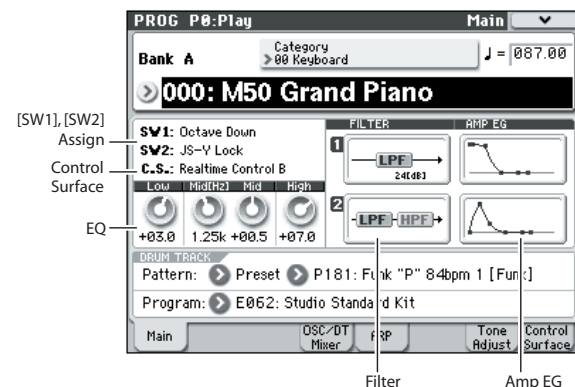 PROG P0:Play Main
Bank A
Category
00 Keyboard
♩ = 087.00
000: M50 Grand Piano
[SW1], [SW2]
Assign
Control
Surface
EQ
SW1: Octave Down
SW2: JS-Y Lock
C.S.: Realtime Control B
Low Mid[Hz] Mid High
+03.0 1.25k +00.5 +07.0
FILTER
AMP EG
1
LPF
24[dB]
2
LPF HPF
DRUM TRACK
Pattern: Preset P181: Funk "P" 84bpm 1 [Funk]
Program: E062: Studio Standard Kit
Main
OSC/DT
Mixer
ARP
Tone
Adjust
Control
Surface
Filter
Amp EG